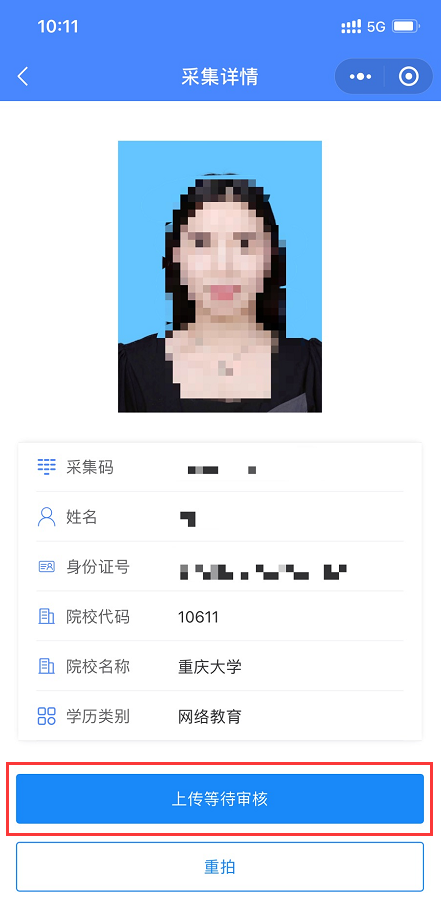 10:11
5G
采集详情
采集码
姓名
身份证号
院校代码 10611
院校名称 重庆大学
学历类别 网络教育
上传等待审核
重拍